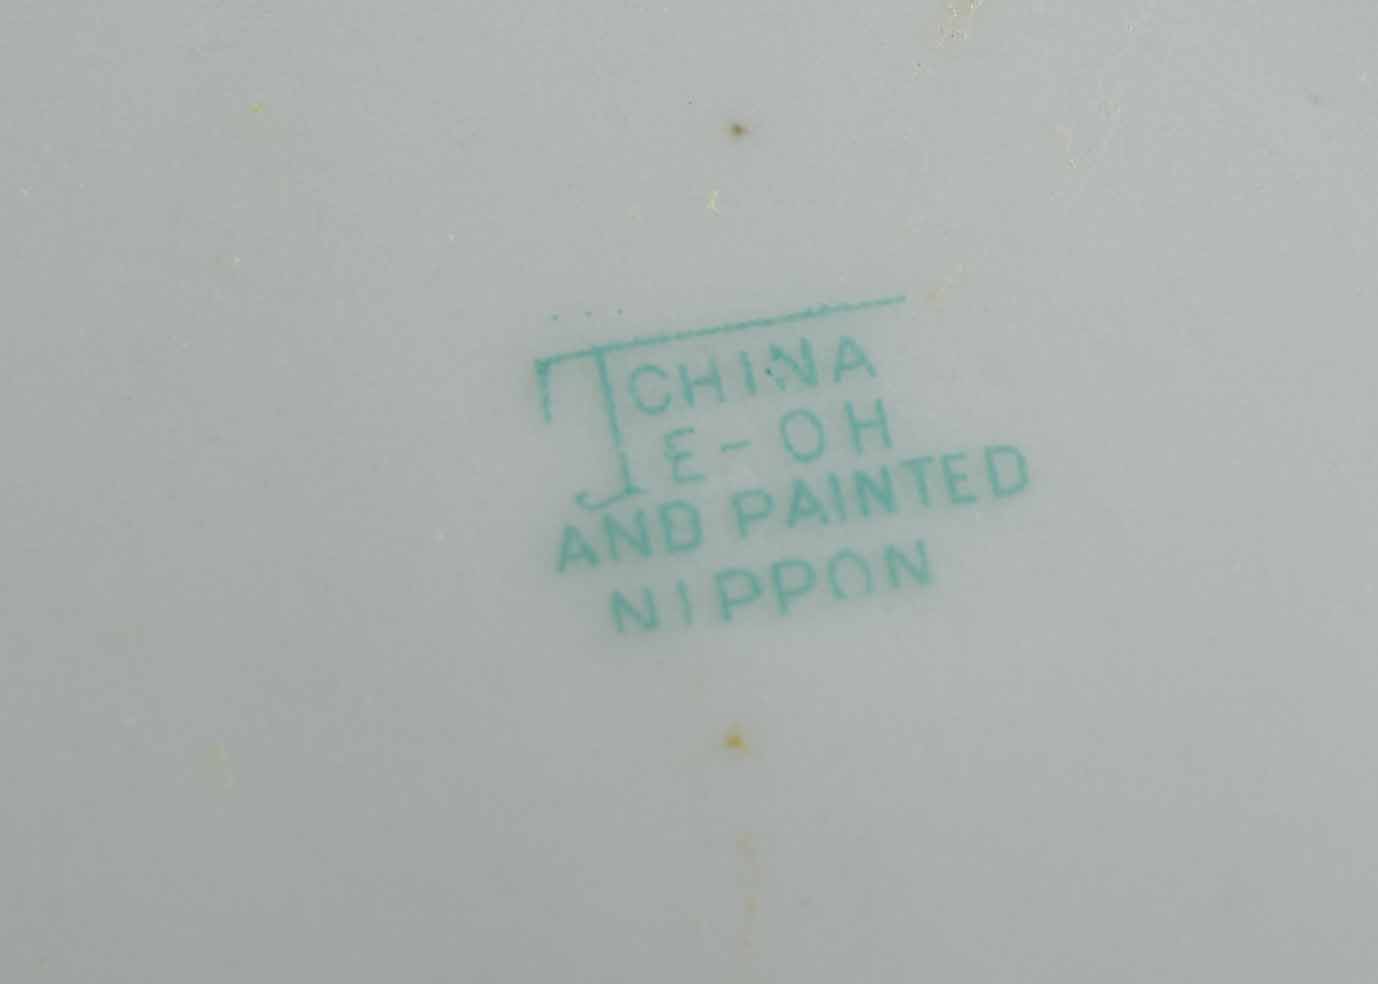 CHINA
E-OH
AND PAINTED
NIPPON